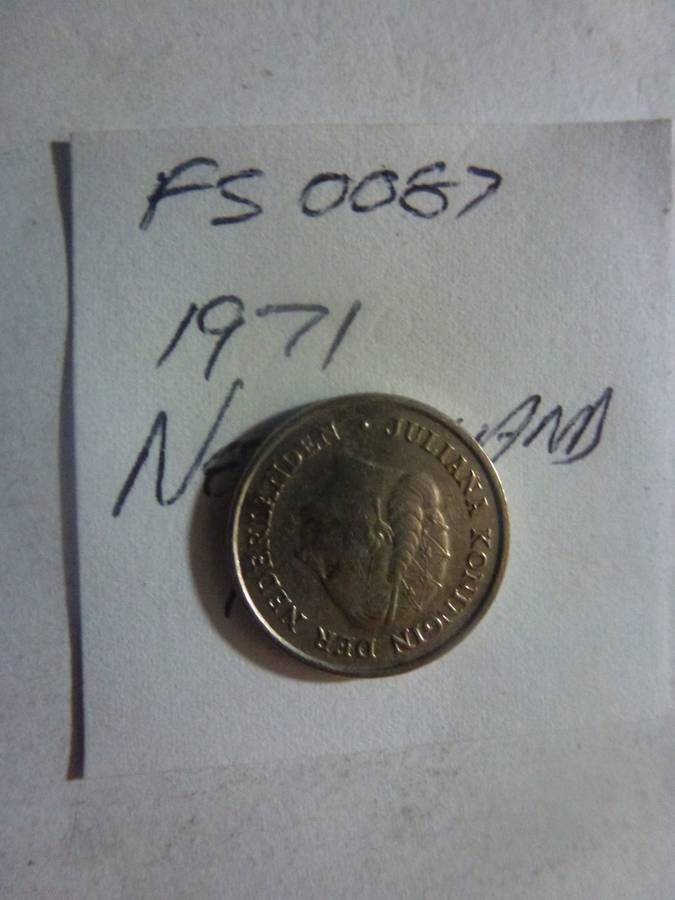 FS 0067
1971
JULIANA KONINGIN DER NEDERLANDEN